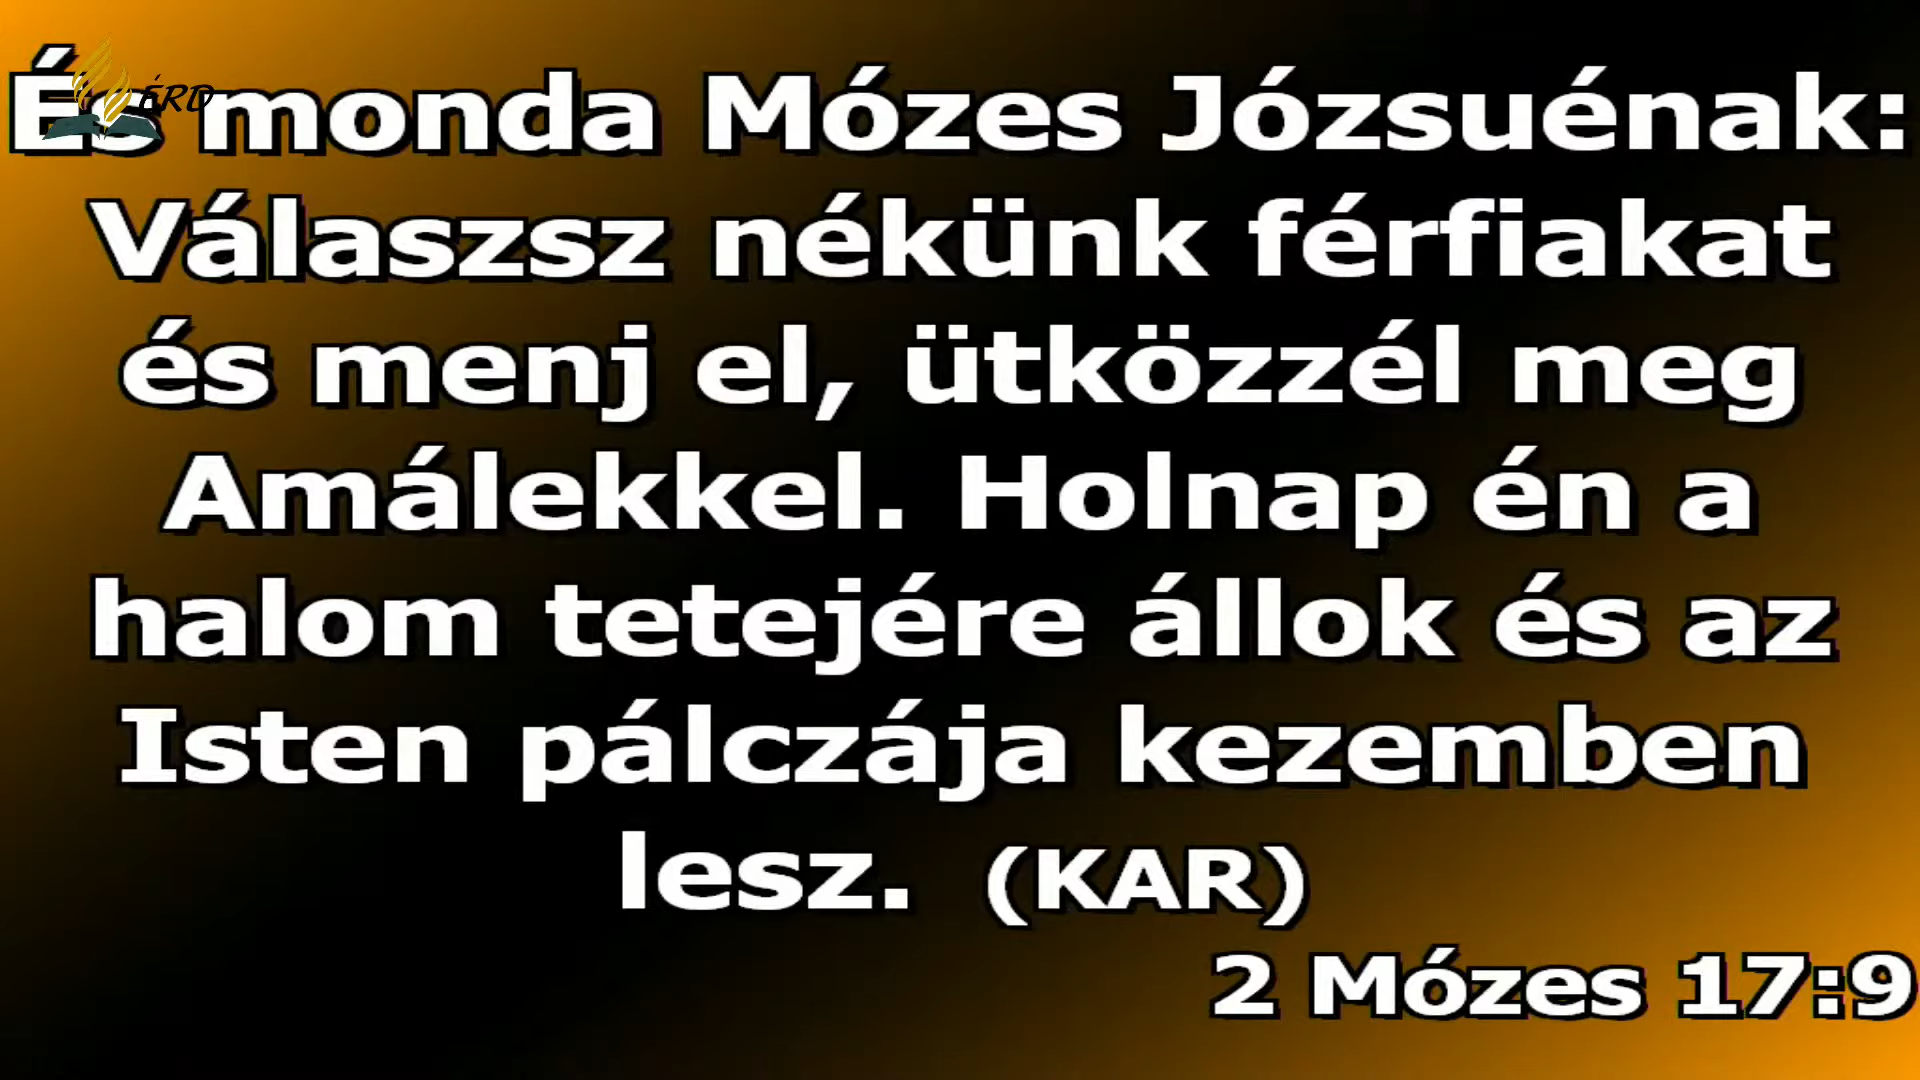 ÉRD
És monda Mózes Józsuénak:
Válaszsz nékünk férfiakat
és menj el, ütközzél meg
Amálekkel. Holnap én a
halom tetejére állok és az
Isten pálczája kezemben
lesz. (KAR)
2 Mózes 17:9